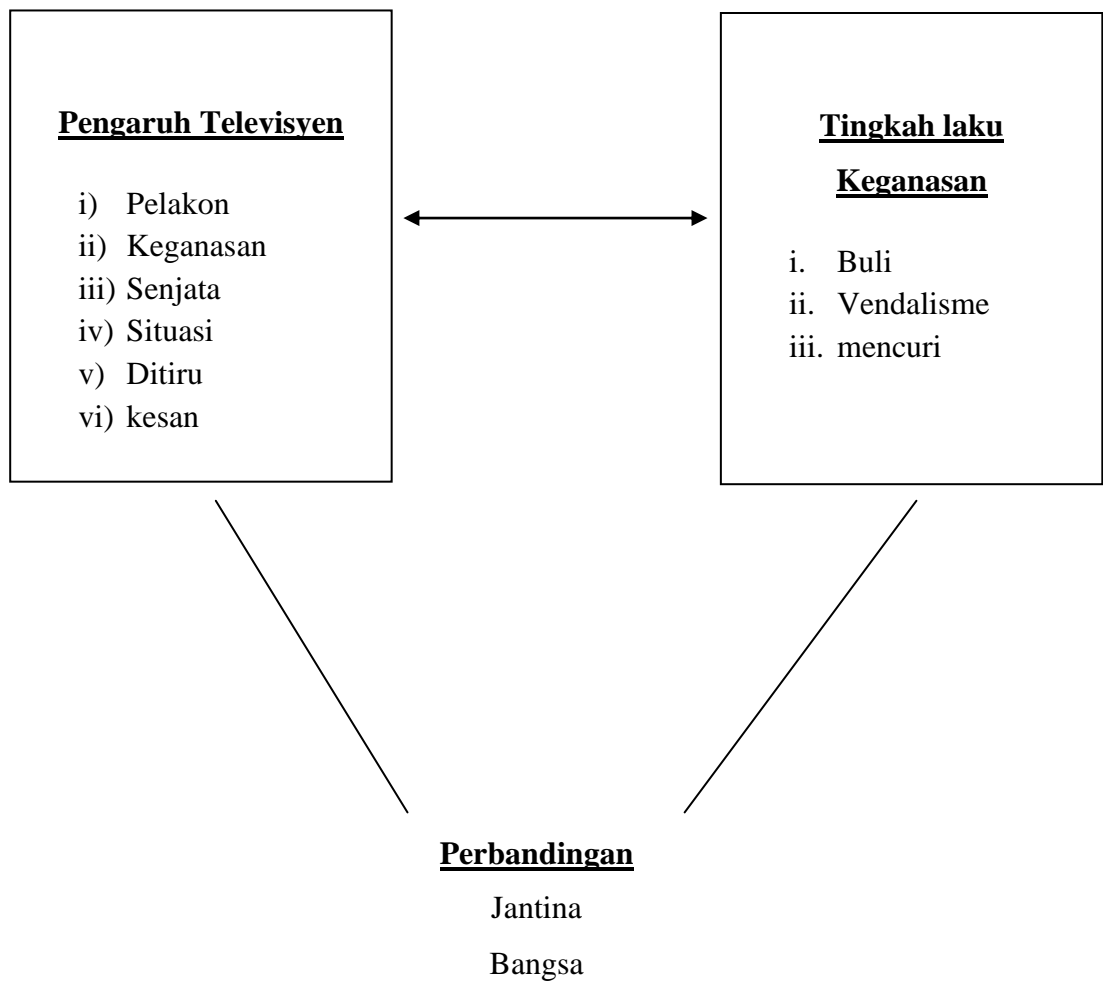 Pengaruh Televisyen
i) Pelakon
ii) Keganasan
iii) Senjata
iv) Situasi
v) Ditiru
vi) kesan
Tingkah laku
Keganasan
i. Buli
ii. Vendalisme
iii. mencuri
Perbandingan
Jantina
Bangsa